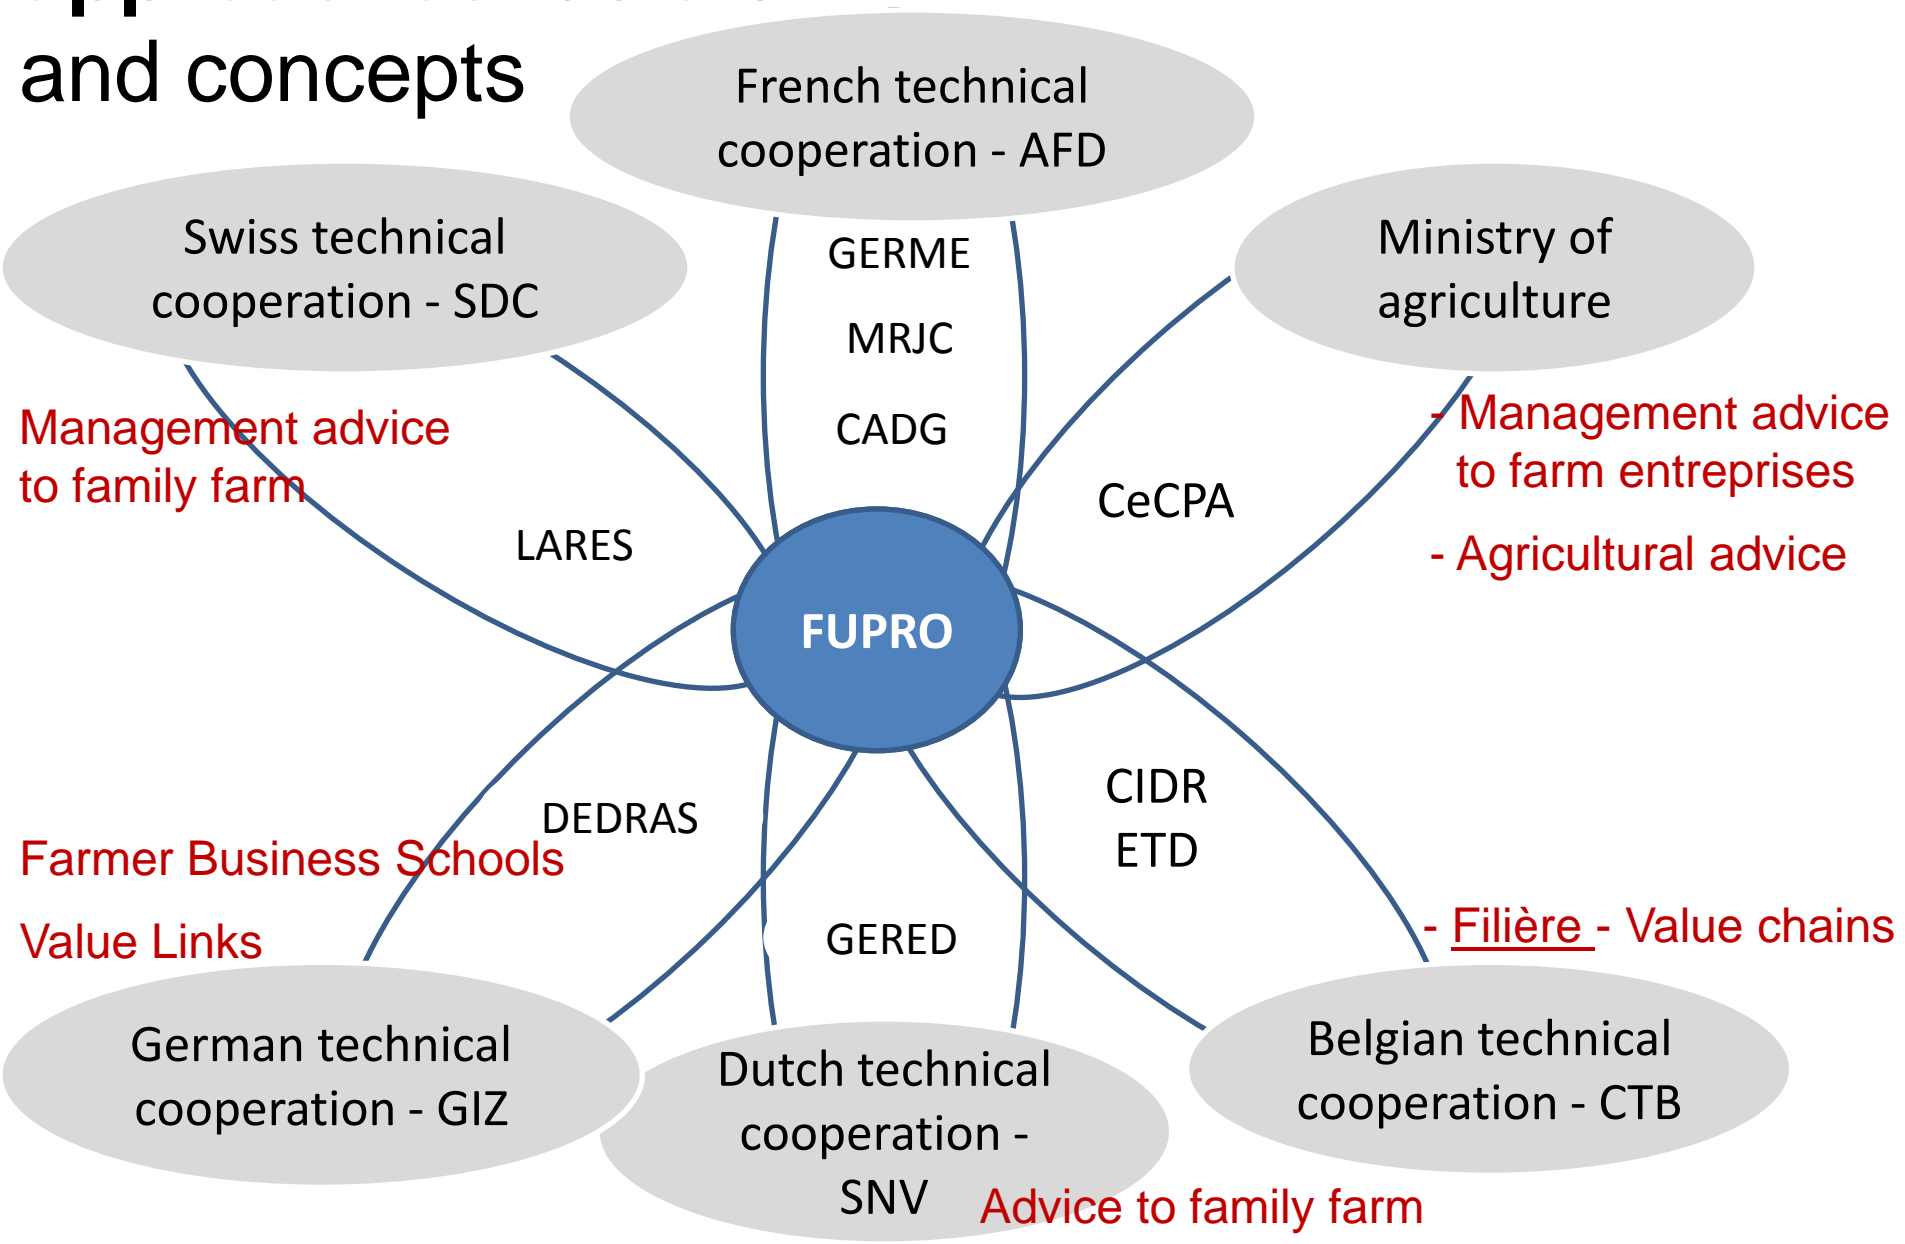 and concepts
French technical
cooperation - AFD
Swiss technical
cooperation - SDC
Ministry of
agriculture
GERME
MRJC
CADG
Management advice
to family farm
- Management advice
to farm entreprises
- Agricultural advice
CeCPA
LARES
FUPRO
DEDRAS
CIDR
ETD
Farmer Business Schools
Value Links
GERED
- Filière - Value chains
German technical
cooperation - GIZ
Dutch technical
cooperation -
SNV
Belgian technical
cooperation - CTB
Advice to family farm